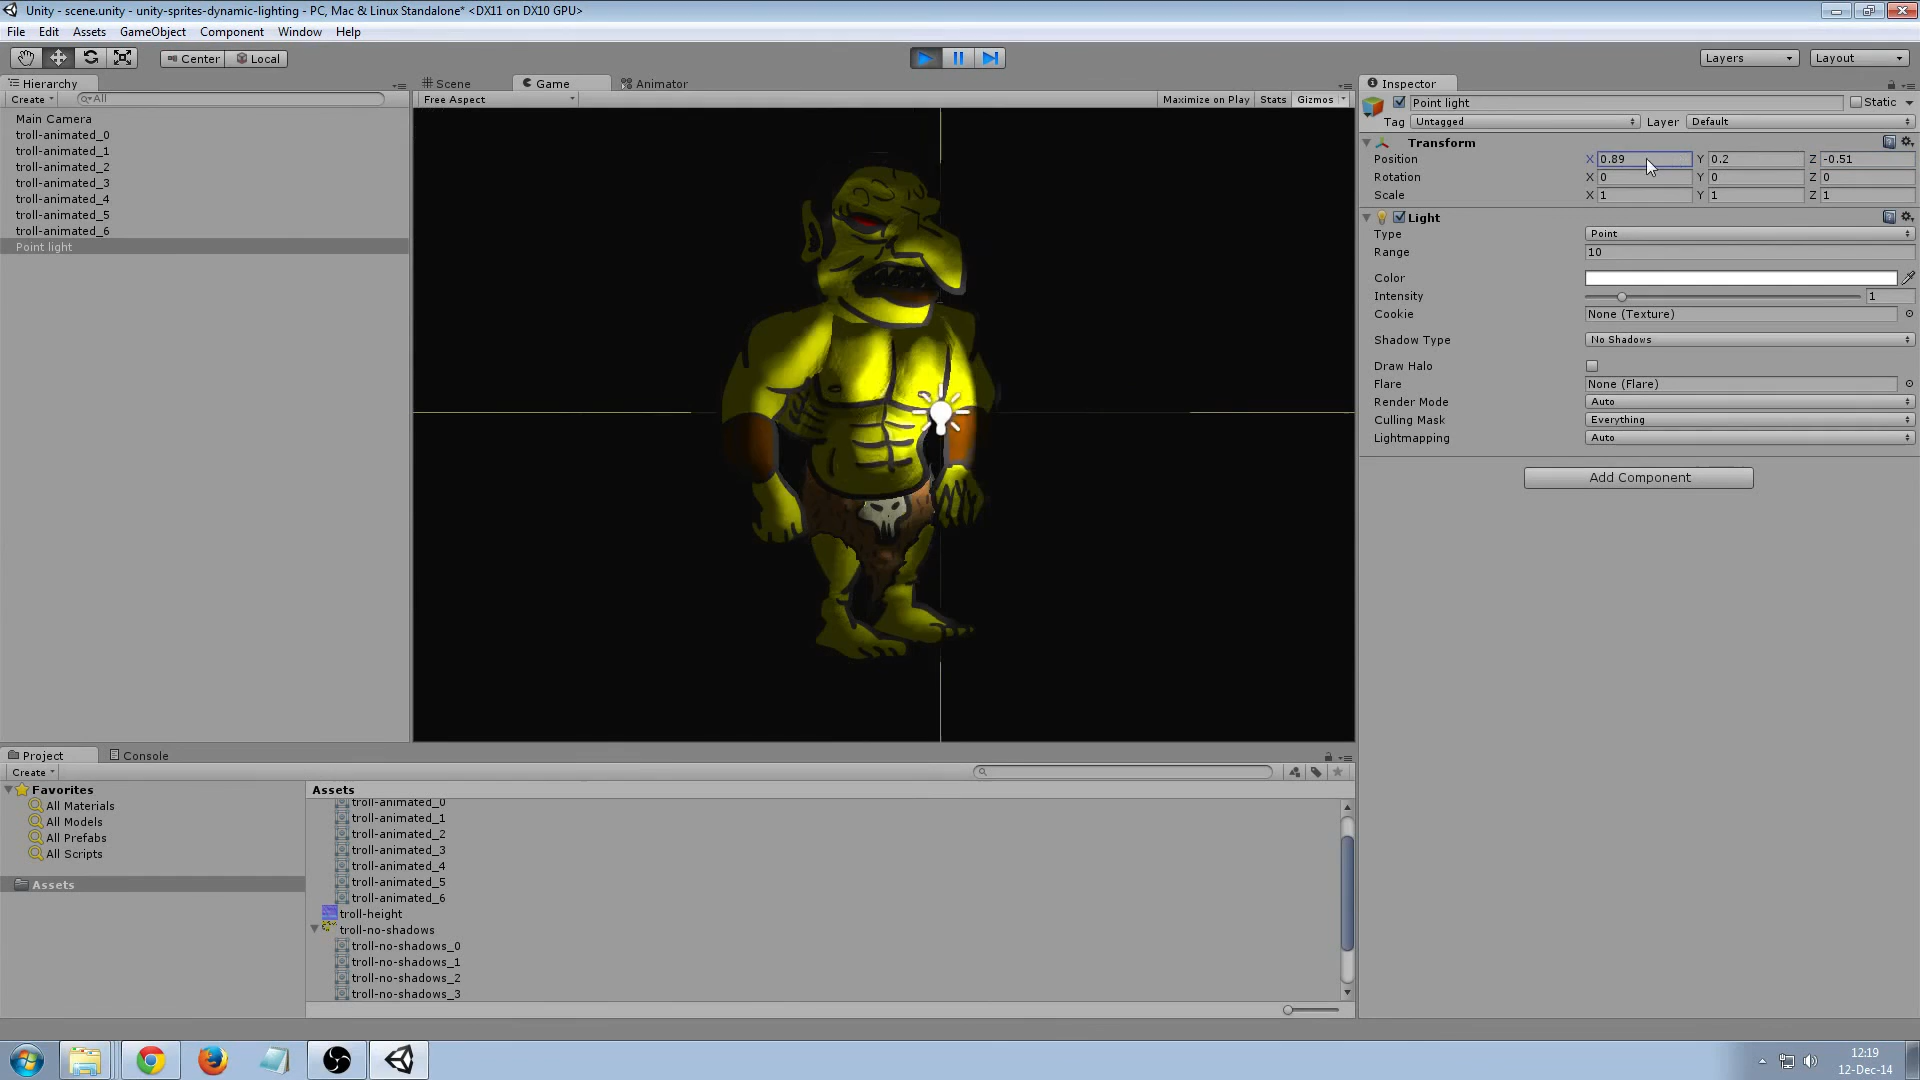 Unity - scene.unity - unity-sprites-dynamic-lighting - PC, Mac & Linux Standalone* <DX11 on DX10 GPU>
File Edit Assets GameObject Component Window Help
Center Local Layers Layout
Hierarchy
Create All
Main Camera
troll-animated_0
troll-animated_1
troll-animated_2
troll-animated_3
troll-animated_4
troll-animated_5
troll-animated_6
Point light
Scene Game Animator
Free Aspect Maximize on Play Stats Gizmos
Inspector
Point light Static
Tag Untagged Layer Default
Transform
Position X 0.89 Y 0.2 Z -0.51
Rotation X 0 Y 0 Z 0
Scale X 1 Y 1 Z 1
Light
Type Point
Range 10
Color
Intensity 1
Cookie None (Texture)
Shadow Type No Shadows
Draw Halo
Flare None (Flare)
Render Mode Auto
Culling Mask Everything
Lightmapping Auto
Add Component
Project Console
Create
Favorites
All Materials
All Models
All Prefabs
All Scripts
Assets
Assets
troll-animated_0
troll-animated_1
troll-animated_2
troll-animated_3
troll-animated_4
troll-animated_5
troll-animated_6
troll-height
troll-no-shadows
troll-no-shadows_0
troll-no-shadows_1
troll-no-shadows_2
troll-no-shadows_3
12:19
12-Dec-14